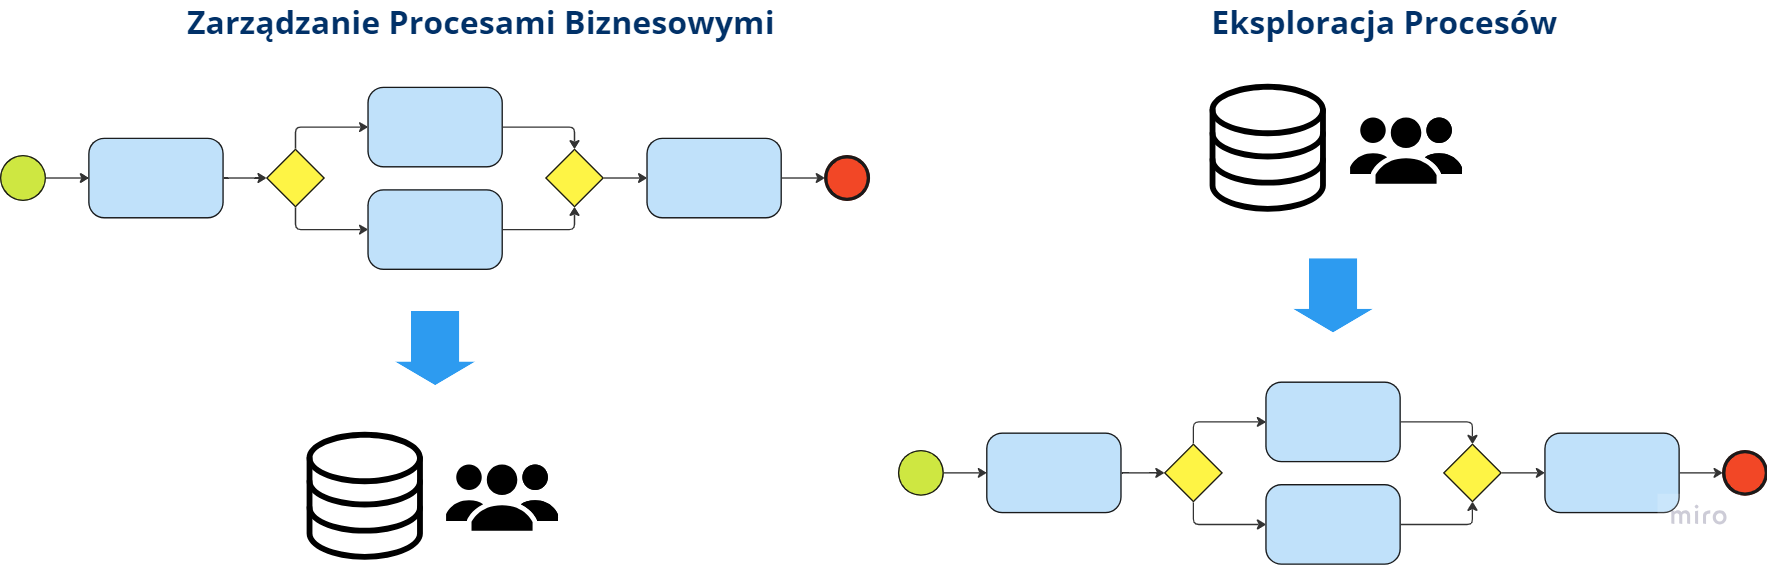 Zarządzanie Procesami Biznesowymi
Eksploracja Procesów
miro